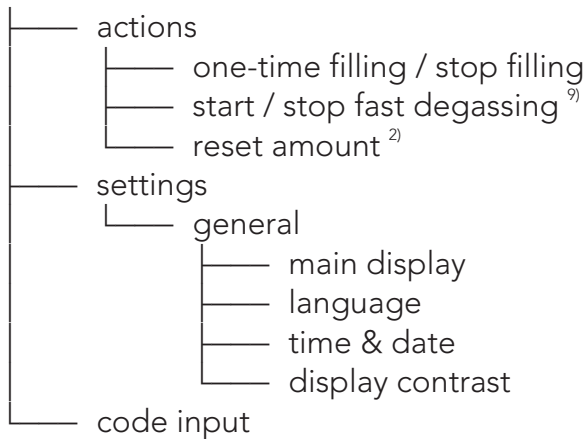 actions
one-time filling / stop filling
start / stop fast degassing 9)
reset amount 2)
settings
general
main display
language
time & date
display contrast
code input